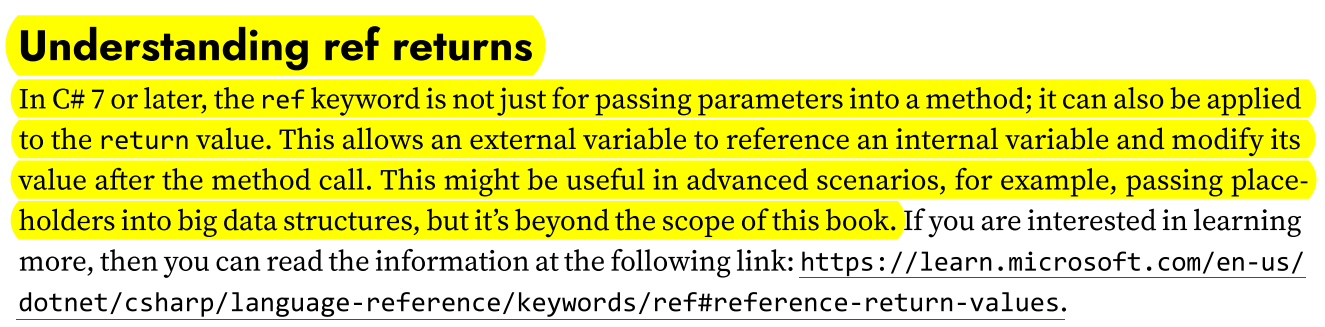 Understanding ref returns
In C# 7 or later, the ref keyword is not just for passing parameters into a method; it can also be applied
to the return value. This allows an external variable to reference an internal variable and modify its
value after the method call. This might be useful in advanced scenarios, for example, passing place-
holders into big data structures, but it’s beyond the scope of this book. If you are interested in learning
more, then you can read the information at the following link: https://learn.microsoft.com/en-us/
dotnet/csharp/language-reference/keywords/ref#reference-return-values.